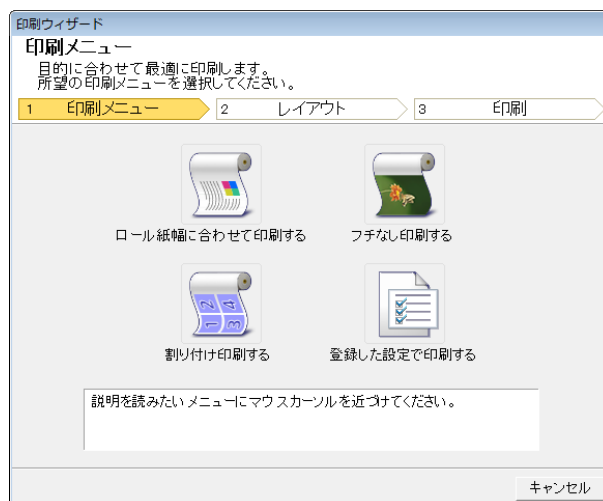 印刷ウィザード
印刷メニュー
目的に合わせて最適に印刷します。
所望の印刷メニューを選択してください。
1 印刷メニュー 2 レイアウト 3 印刷
ロール紙幅に合わせて印刷する フチなし印刷する
1 2 3 4
割り付け印刷する 登録した設定で印刷する
説明を読みたいメニューにマウスカーソルを近づけてください。
キャンセル